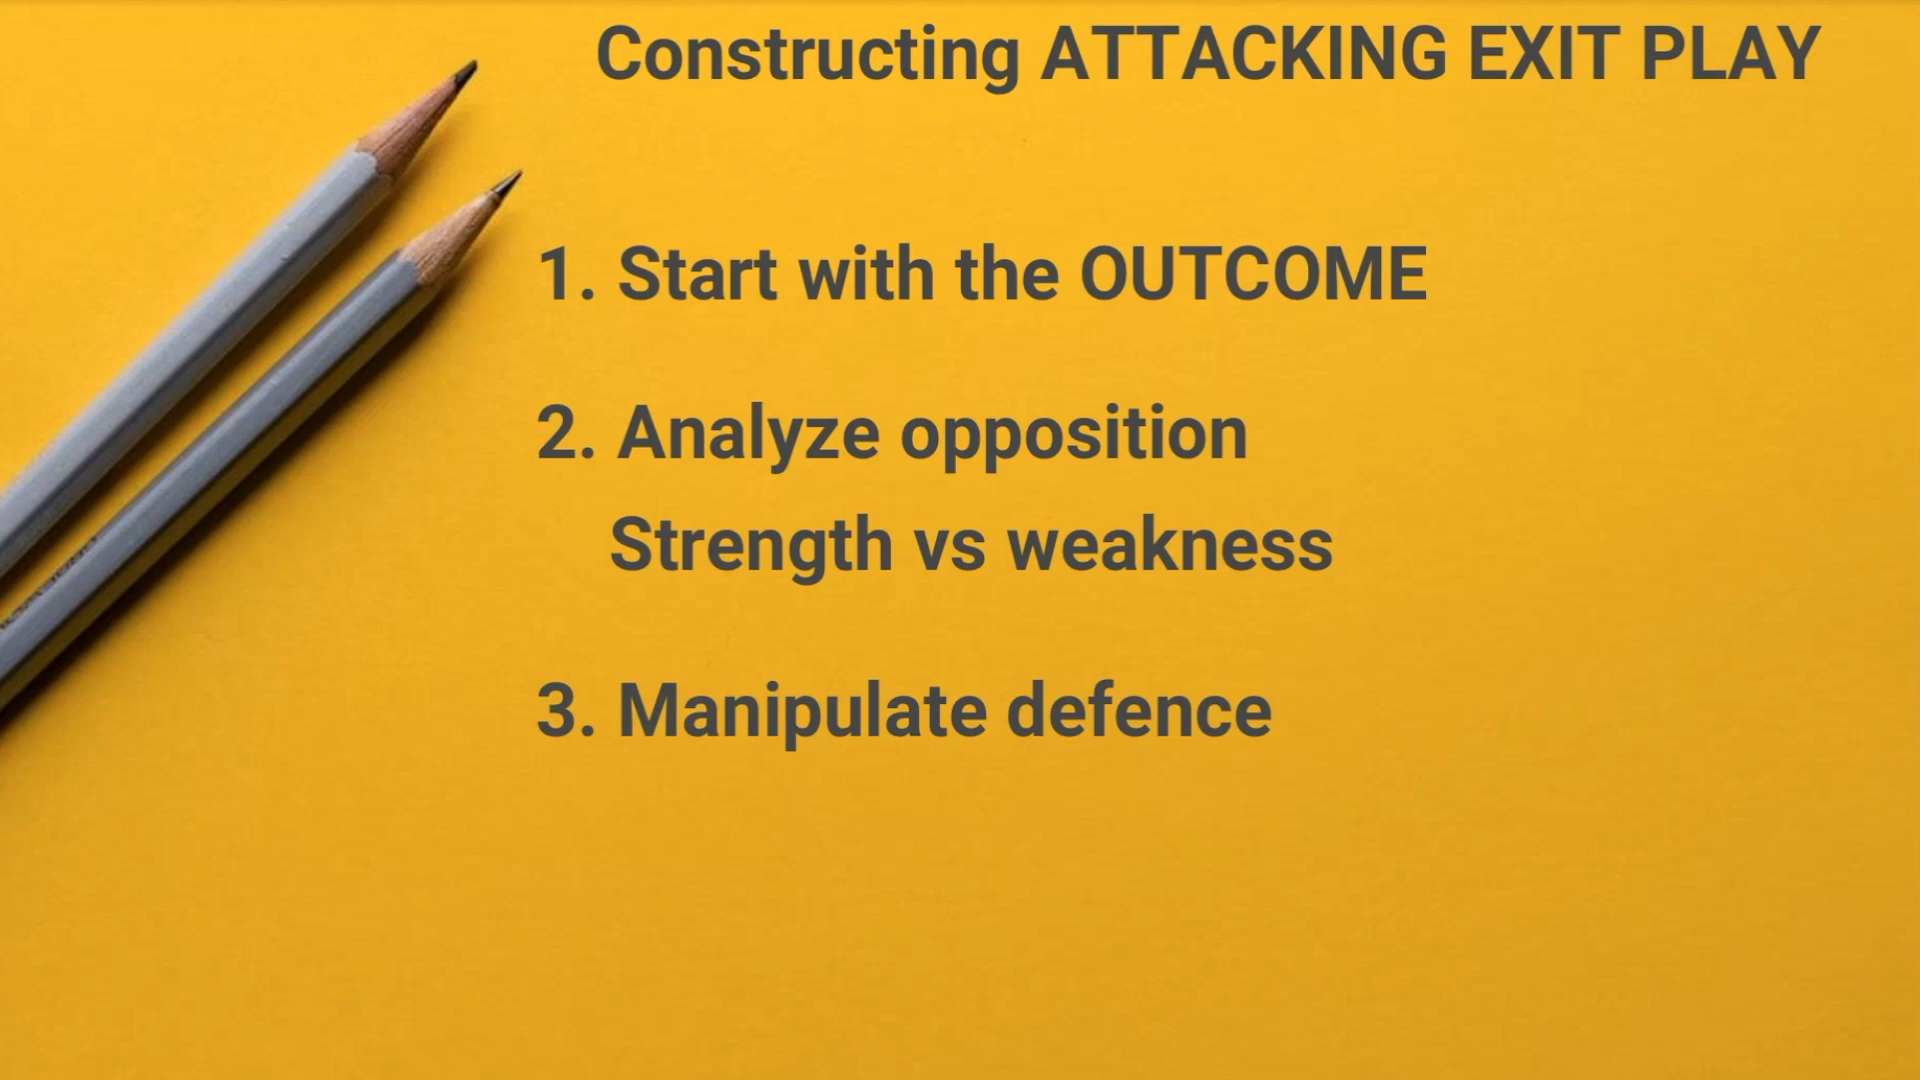 Constructing ATTACKING EXIT PLAY
1. Start with the OUTCOME
2. Analyze opposition
Strength vs weakness
3. Manipulate defence